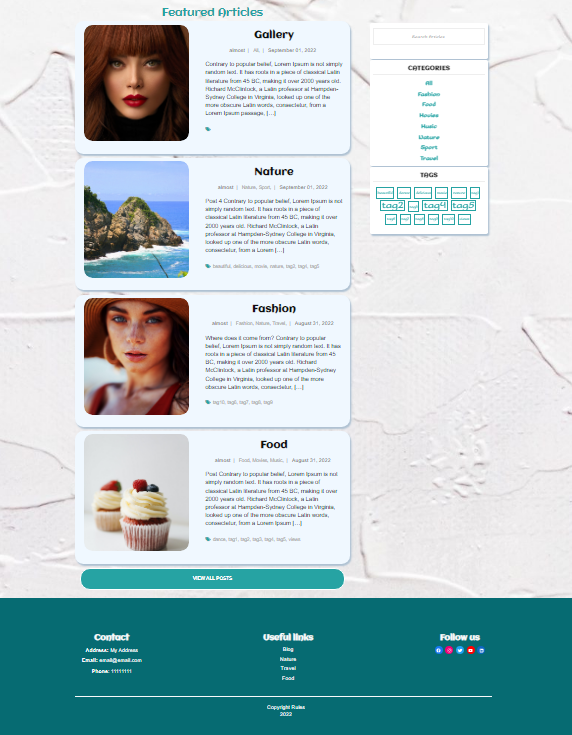 Featured Articles
Gallery
almost | All, | September 01, 2022
Contrary to popular belief, Lorem Ipsum is not simply
random text. It has roots in a piece of classical Latin
literature from 45 BC, making it over 2000 years old.
Richard McClintock, a Latin professor at Hampden-
Sydney College in Virginia, looked up one of the
more obscure Latin words, consectetur, from a
Lorem Ipsum passage, [...]
Nature
almost | Nature, Sport, | September 01, 2022
Post 4 Contrary to popular belief, Lorem Ipsum is not
simply random text. It has roots in a piece of
classical Latin literature from 45 BC, making it over
2000 years old. Richard McClintock, a Latin
professor at Hampden-Sydney College in Virginia,
looked up one of the more obscure Latin words,
consectetur, from a Lorem [...]
beautiful, delicious, movie, nature, tag2, tag4, tag5
Fashion
almost | Fashion, Nature, Travel, | August 31, 2022
Where does it come from? Contrary to popular
belief, Lorem Ipsum is not simply random text. It has
roots in a piece of classical Latin literature from 45
BC, making it over 2000 years old. Richard
McClintock, a Latin professor at Hampden-Sydney
College in Virginia, looked up one of the more
obscure Latin words, consectetur, [...]
tag10, tag6, tag7, tag8, tag9
Food
almost | Food, Movies, Music, | August 31, 2022
Post Contrary to popular belief, Lorem Ipsum is not
simply random text. It has roots in a piece of
classical Latin literature from 45 BC, making it over
2000 years old. Richard McClintock, a Latin
professor at Hampden-Sydney College in Virginia,
looked up one of the more obscure Latin words,
consectetur, from a Lorem Ipsum [...]
tag1, tag2, tag3, tag4, tag5, views
VIEW ALL POSTS
Search Articles
CATEGORIES
All
Fashion
Food
Movies
Music
Nature
Sport
Travel
TAGS
beautiful delicious movie nature
tag2 tag4 tag5
Contact
Address: My Address
Email: email@email.com
Phone: 11111111
Useful links
Blog
Nature
Travel
Food
Follow us
Copyright Rules
2022